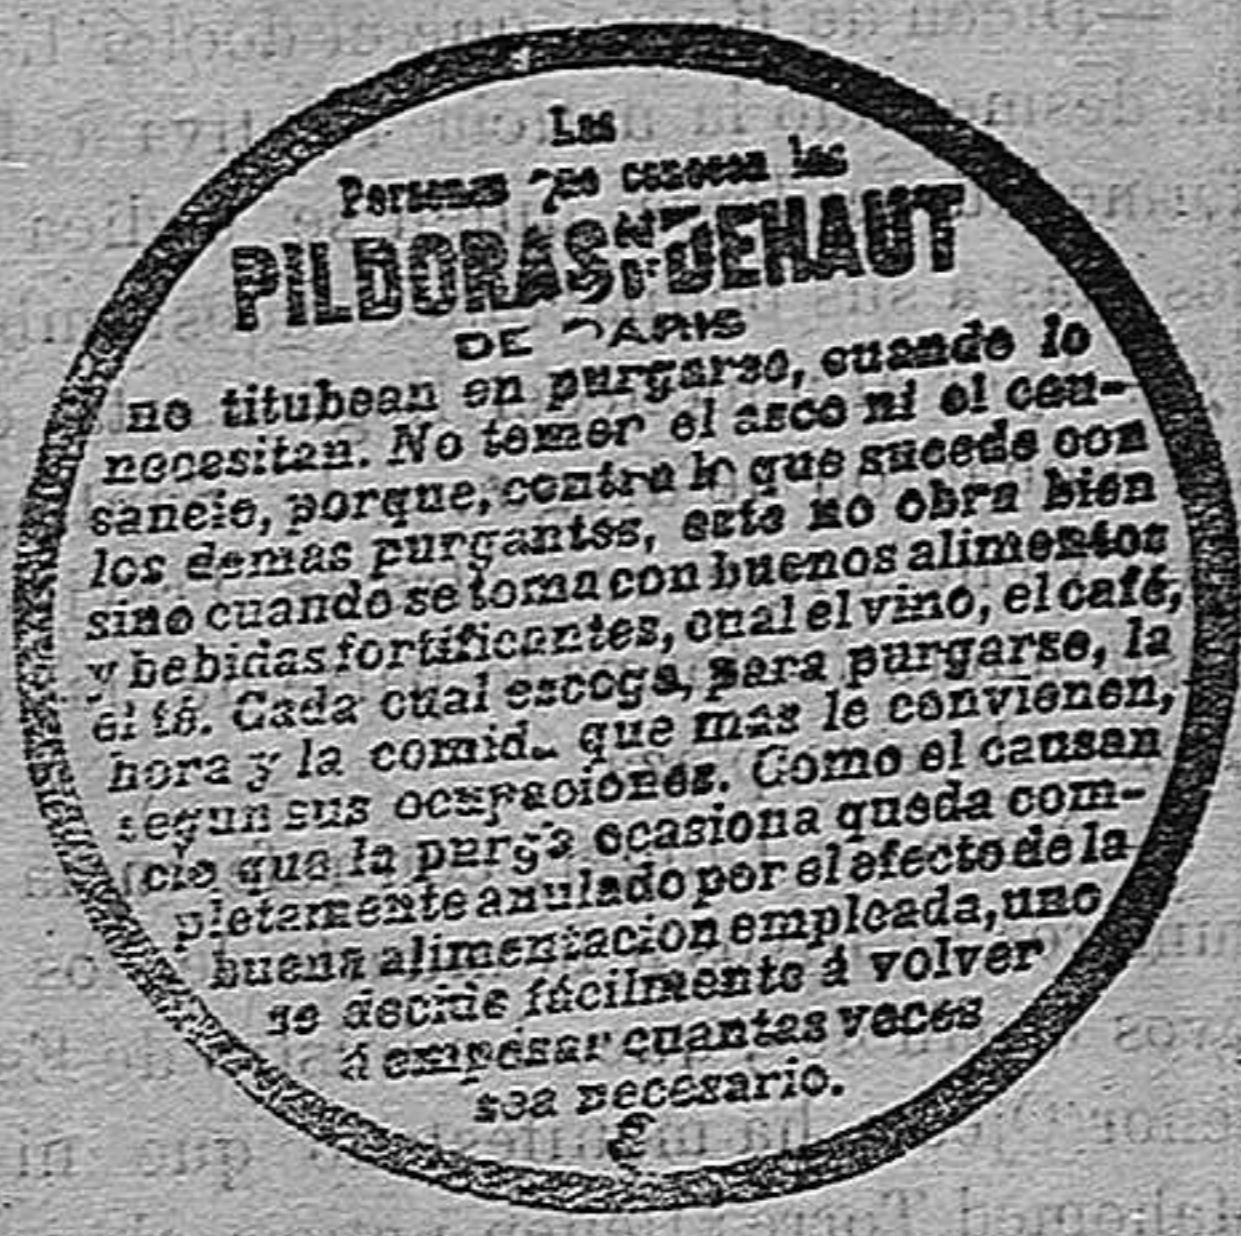 Las
Personas que conocen las
PILDORAS DEHAUT
DE PARIS
no titubean en purgarse, cuando lo
necesitan. No temen el asco ni el cau-
sancio, porque, contra lo que sucede con
los demas purgantes, este no obra bien
sino cuando se toma con buenos alimentos
y bebidas fortificantes, cual el vino, el café,
el té. Cada cual escoge, para purgarse, la
hora y la comida que mas le convienen,
segun sus ocupaciones. Como el causan
cio que la purga ocasiona queda com-
pletamente anulado por el efecto de la
buena alimentacion empleada, uno
se decide fácilmente á volver
á empezar cuantas veces
sea necesario.